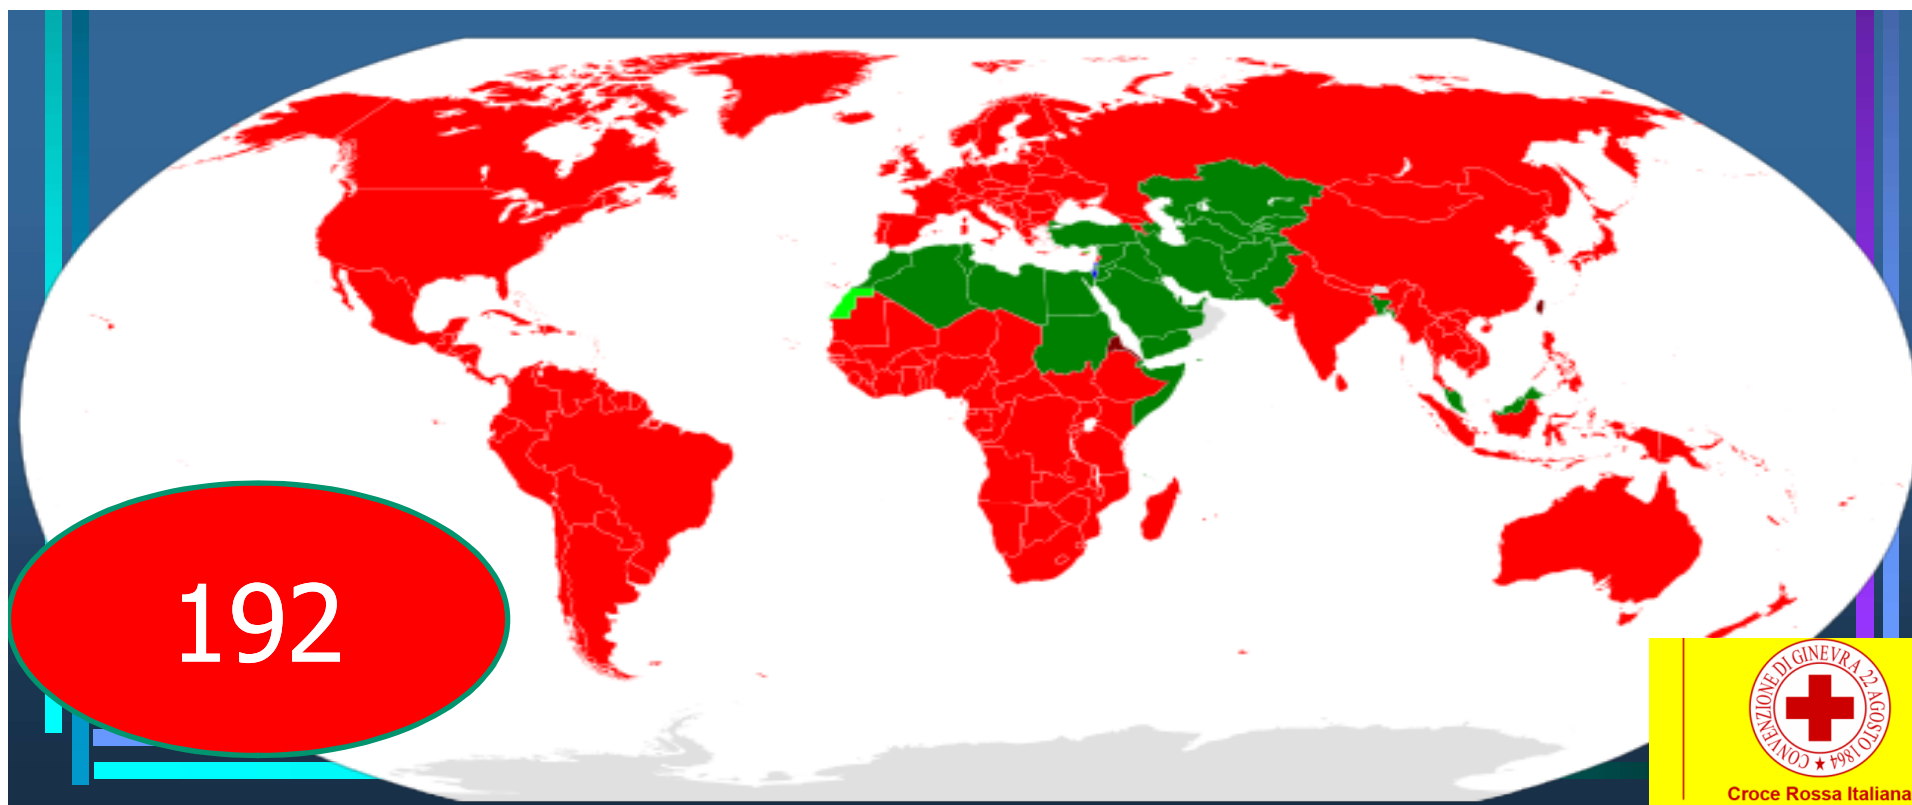 192
CONVENZIONE DI GINEVRA 22 AGOSTO 1864
Croce Rossa Italiana